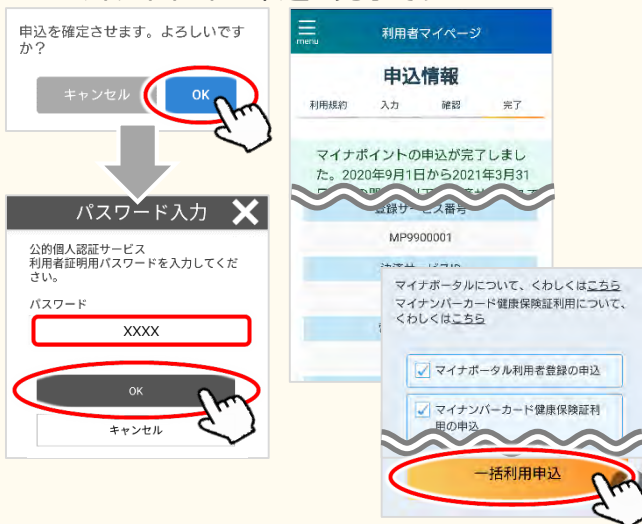 申込を確定させます。よろしいです
か？
キャンセル
OK
パスワード入力
公的個人認証サービス
利用者証明用パスワードを入力してくだ
さい。
パスワード
XXXX
OK
キャンセル
menu
利用者マイページ
申込情報
利用規約 入力 確認 完了
マイナポイントの申込が完了しまし
た。2020年9月1日から2021年3月31
登録サービス番号
MP9900001
マイナポータルについて、くわしくはこちら
マイナンバーカード健康保険証利用について、
くわしくはこちら
マイナポータル利用者登録の申込
マイナンバーカード健康保険証利
用の申込
一括利用申込